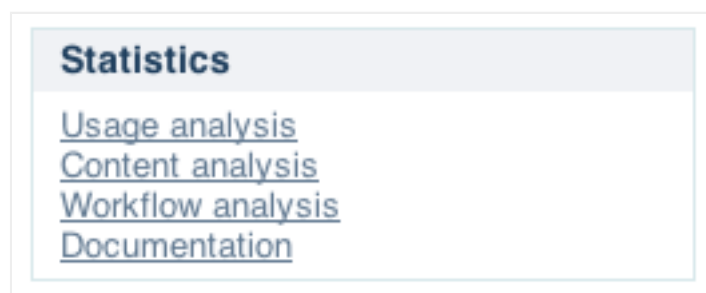 Statistics
Usage analysis
Content analysis
Workflow analysis
Documentation